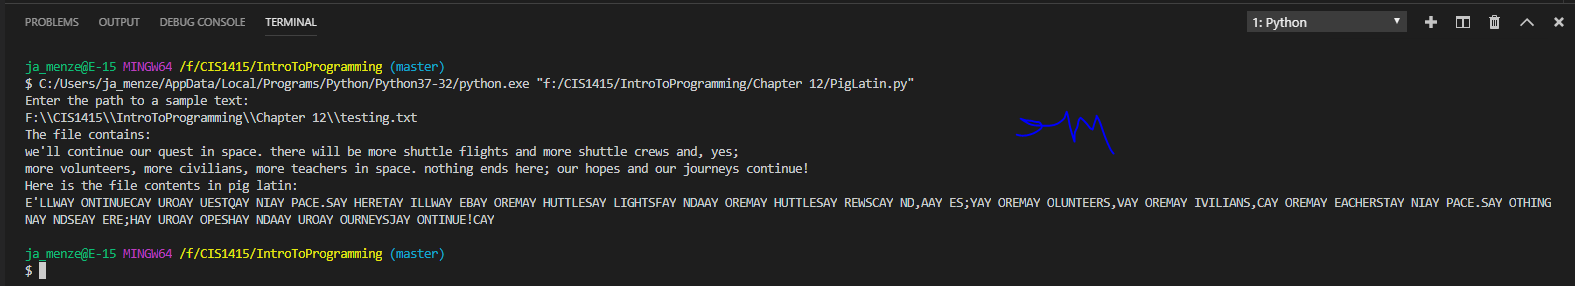 PROBLEMS OUTPUT DEBUG CONSOLE TERMINAL 1: Python
ja_menze@E-15 MINGW64 /f/CIS1415/IntroToProgramming (master)
$ C:/Users/ja_menze/AppData/Local/Programs/Python/Python37-32/python.exe "f:/CIS1415/IntroToProgramming/Chapter 12/PigLatin.py"
Enter the path to a sample text:
F:\\CIS1415\\IntroToProgramming\\Chapter 12\\testing.txt
The file contains:
we'll continue our quest in space. there will be more shuttle flights and more shuttle crews and, yes;
more volunteers, more civilians, more teachers in space. nothing ends here; our hopes and our journeys continue!
Here is the file contents in pig latin:
E'LLWAY ONTINUECAY UROAY UESTQAY NIAY PACE.SAY HERETAY ILLWAY EBAY OREMAY HUTTLESAY LIGHTSFAY NDAAY OREMAY HUTTLESAY REWSCAY ND,AAY ES;YAY OREMAY OLUNTEERS,VAY OREMAY IVILIANS,CAY OREMAY EACHERSTAY NIAY PACE.SAY OTHING
NAY NDSEAY ERE;HAY UROAY OPESHAY NDAAY UROAY OURNEYSJAY ONTINUE!CAY
ja_menze@E-15 MINGW64 /f/CIS1415/IntroToProgramming (master)
$